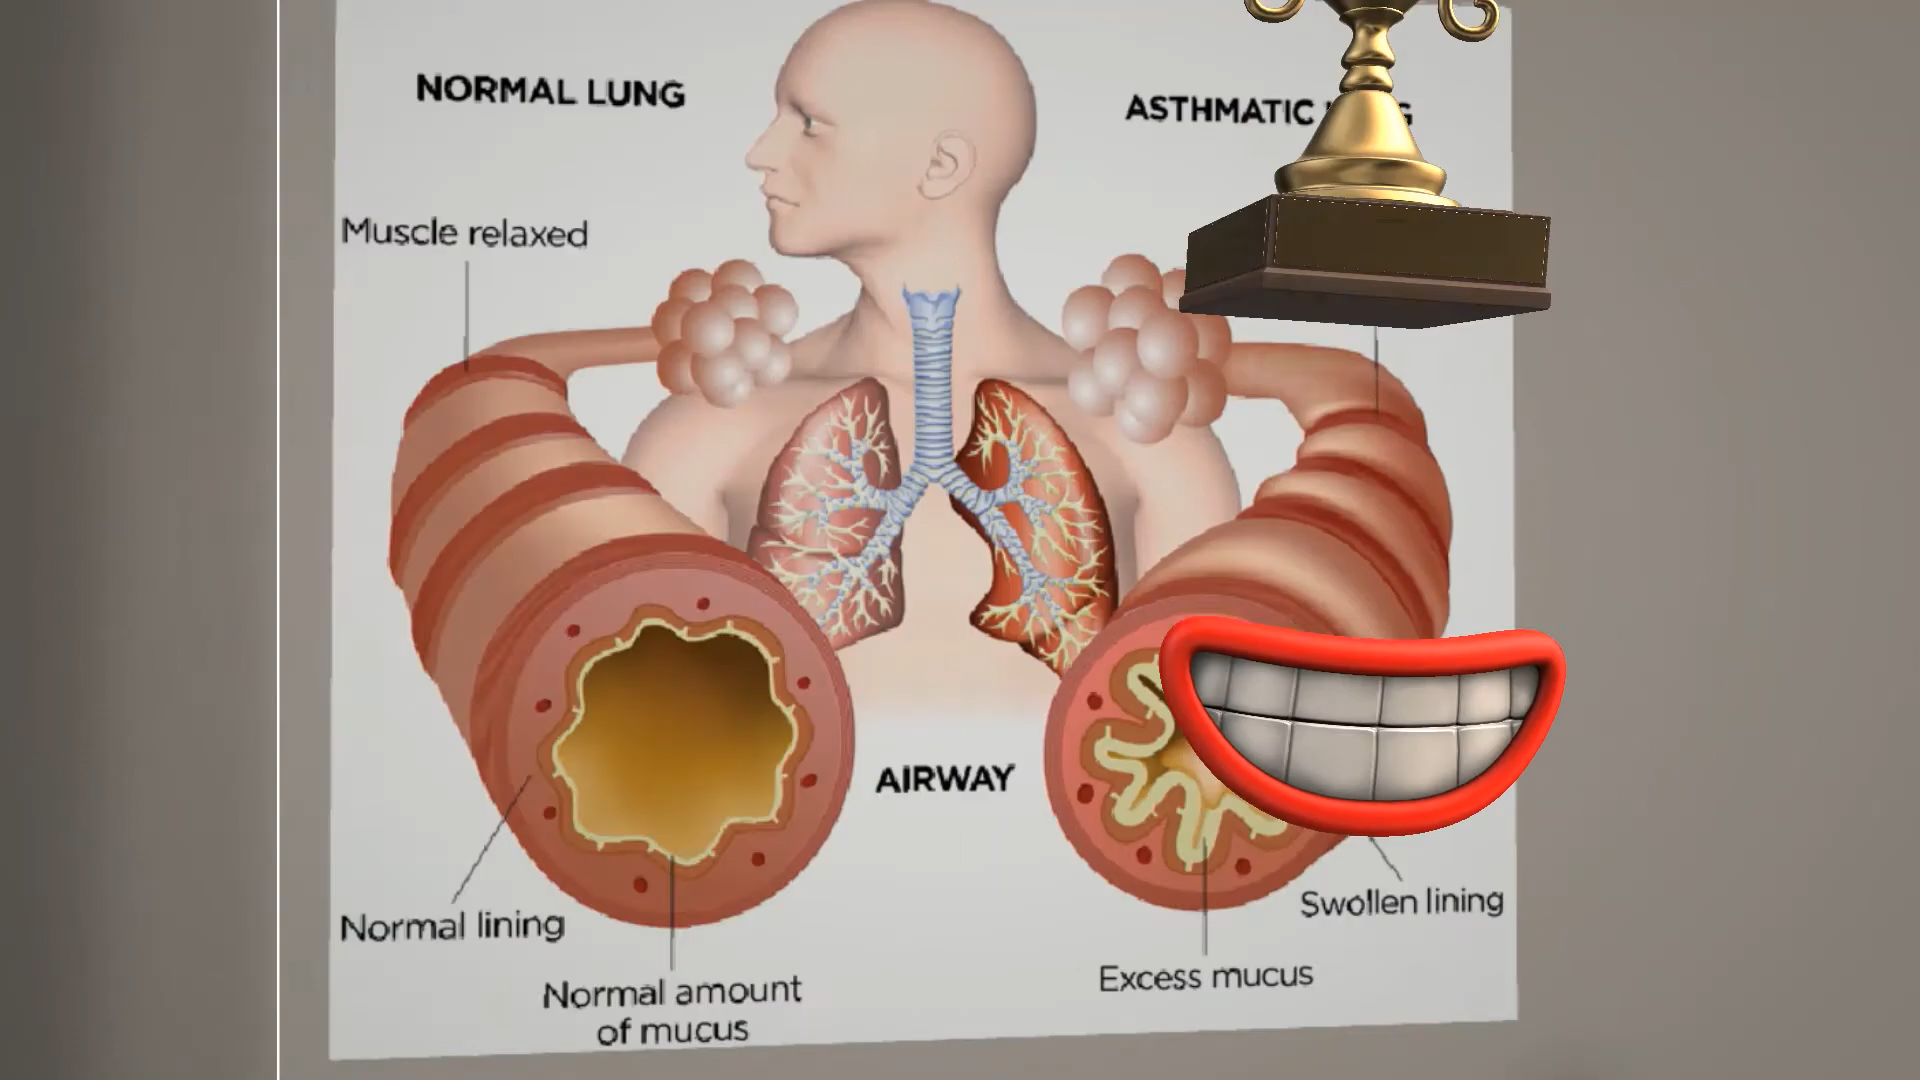 NORMAL LUNG
ASTHMATIC
Muscle relaxed
AIRWAY
Normal lining
Swollen lining
Excess mucus
Normal amount
of mucus